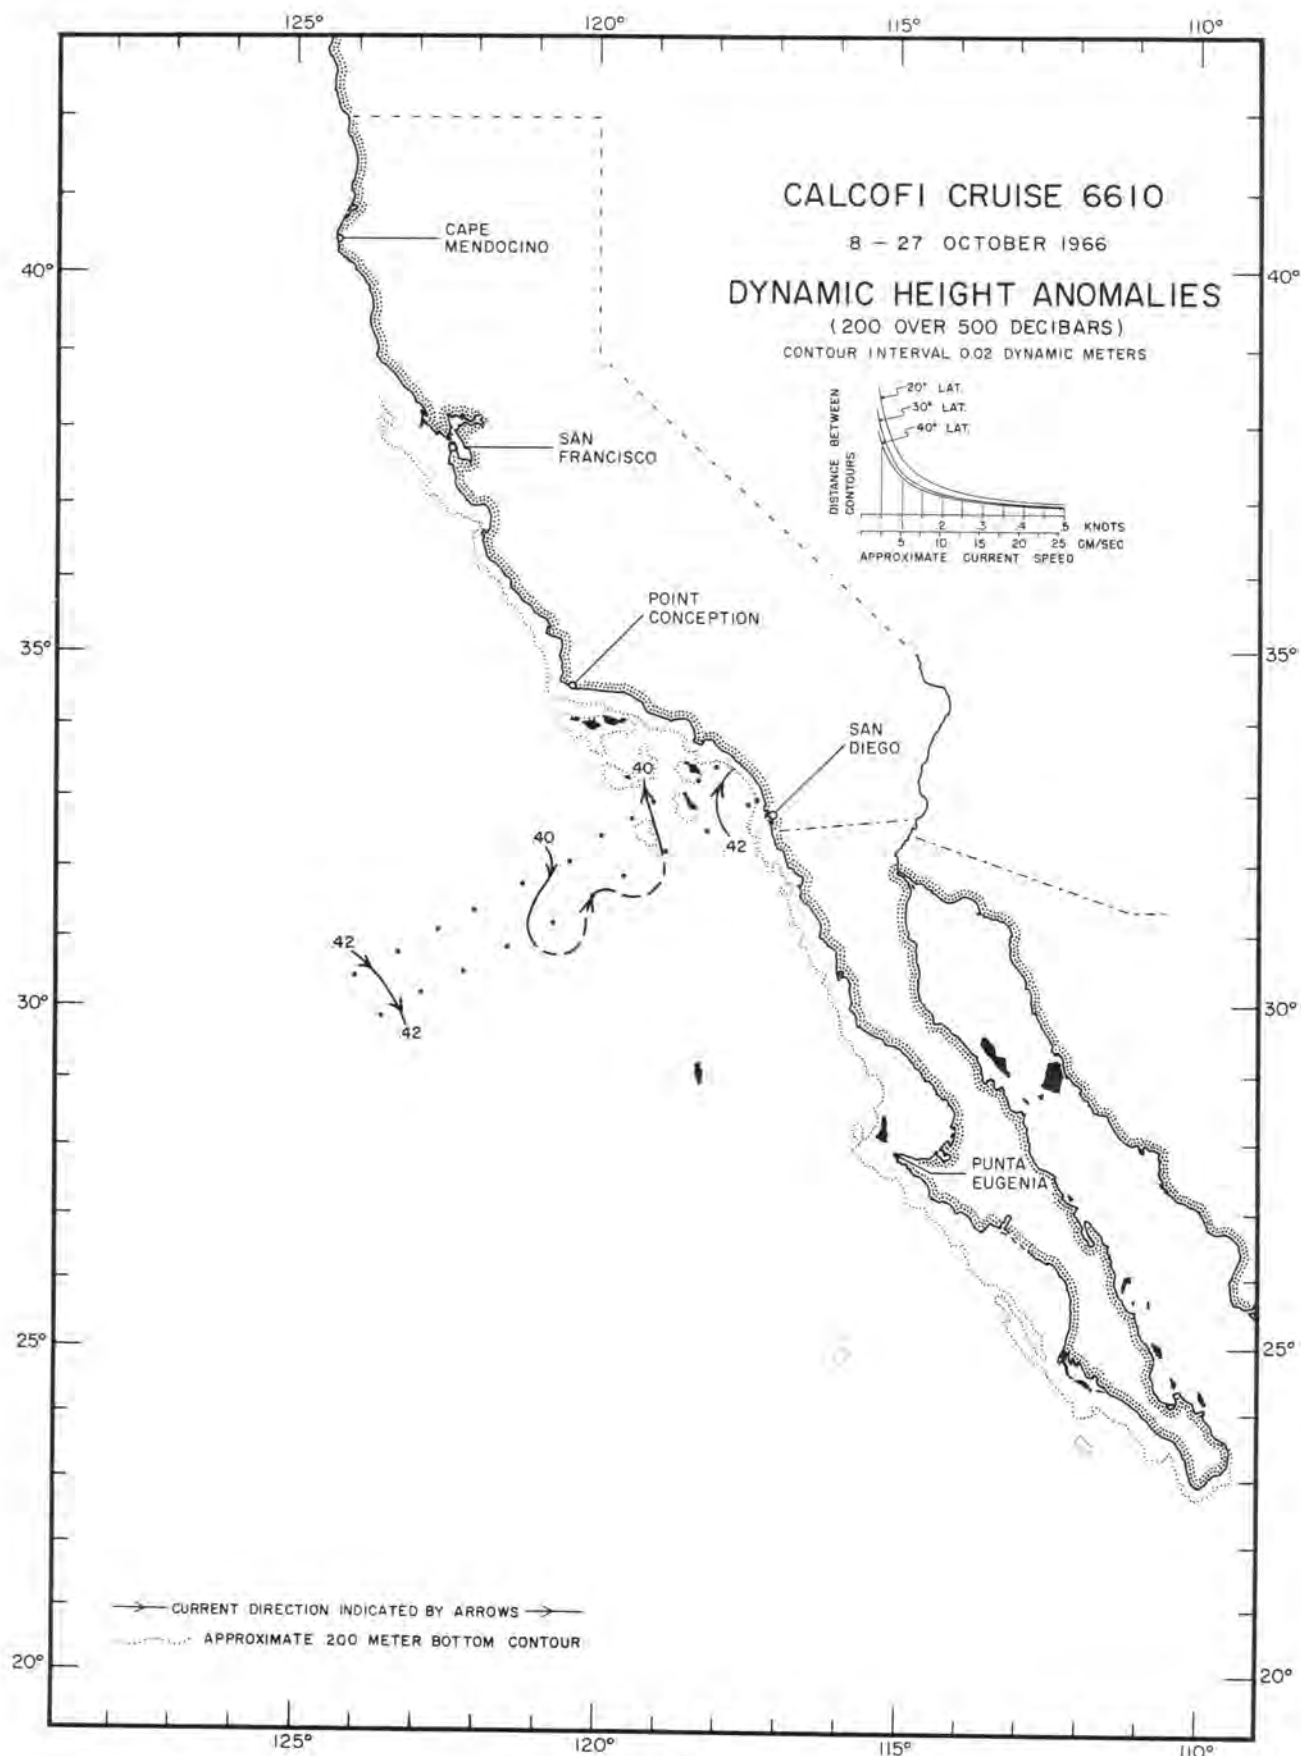 125°
120°
115°
110°
CALCOFI CRUISE 6610
8 – 27 OCTOBER 1966
DYNAMIC HEIGHT ANOMALIES
(200 OVER 500 DECIBARS)
CONTOUR INTERVAL 0.02 DYNAMIC METERS
CAPE
MENDOCINO
40°
40°
DISTANCE BETWEEN
CONTOURS
20° LAT.
30° LAT.
40° LAT.
.1 .2 .3 .4 .5 KNOTS
5 10 15 20 25 CM/SEC
APPROXIMATE CURRENT SPEED
SAN
FRANCISCO
POINT
CONCEPTION
35°
35°
SAN
DIEGO
40
40
42
42
42
30°
30°
PUNTA
EUGENIA
25°
25°
CURRENT DIRECTION INDICATED BY ARROWS
APPROXIMATE 200 METER BOTTOM CONTOUR
20°
20°
125°
120°
115°
110°